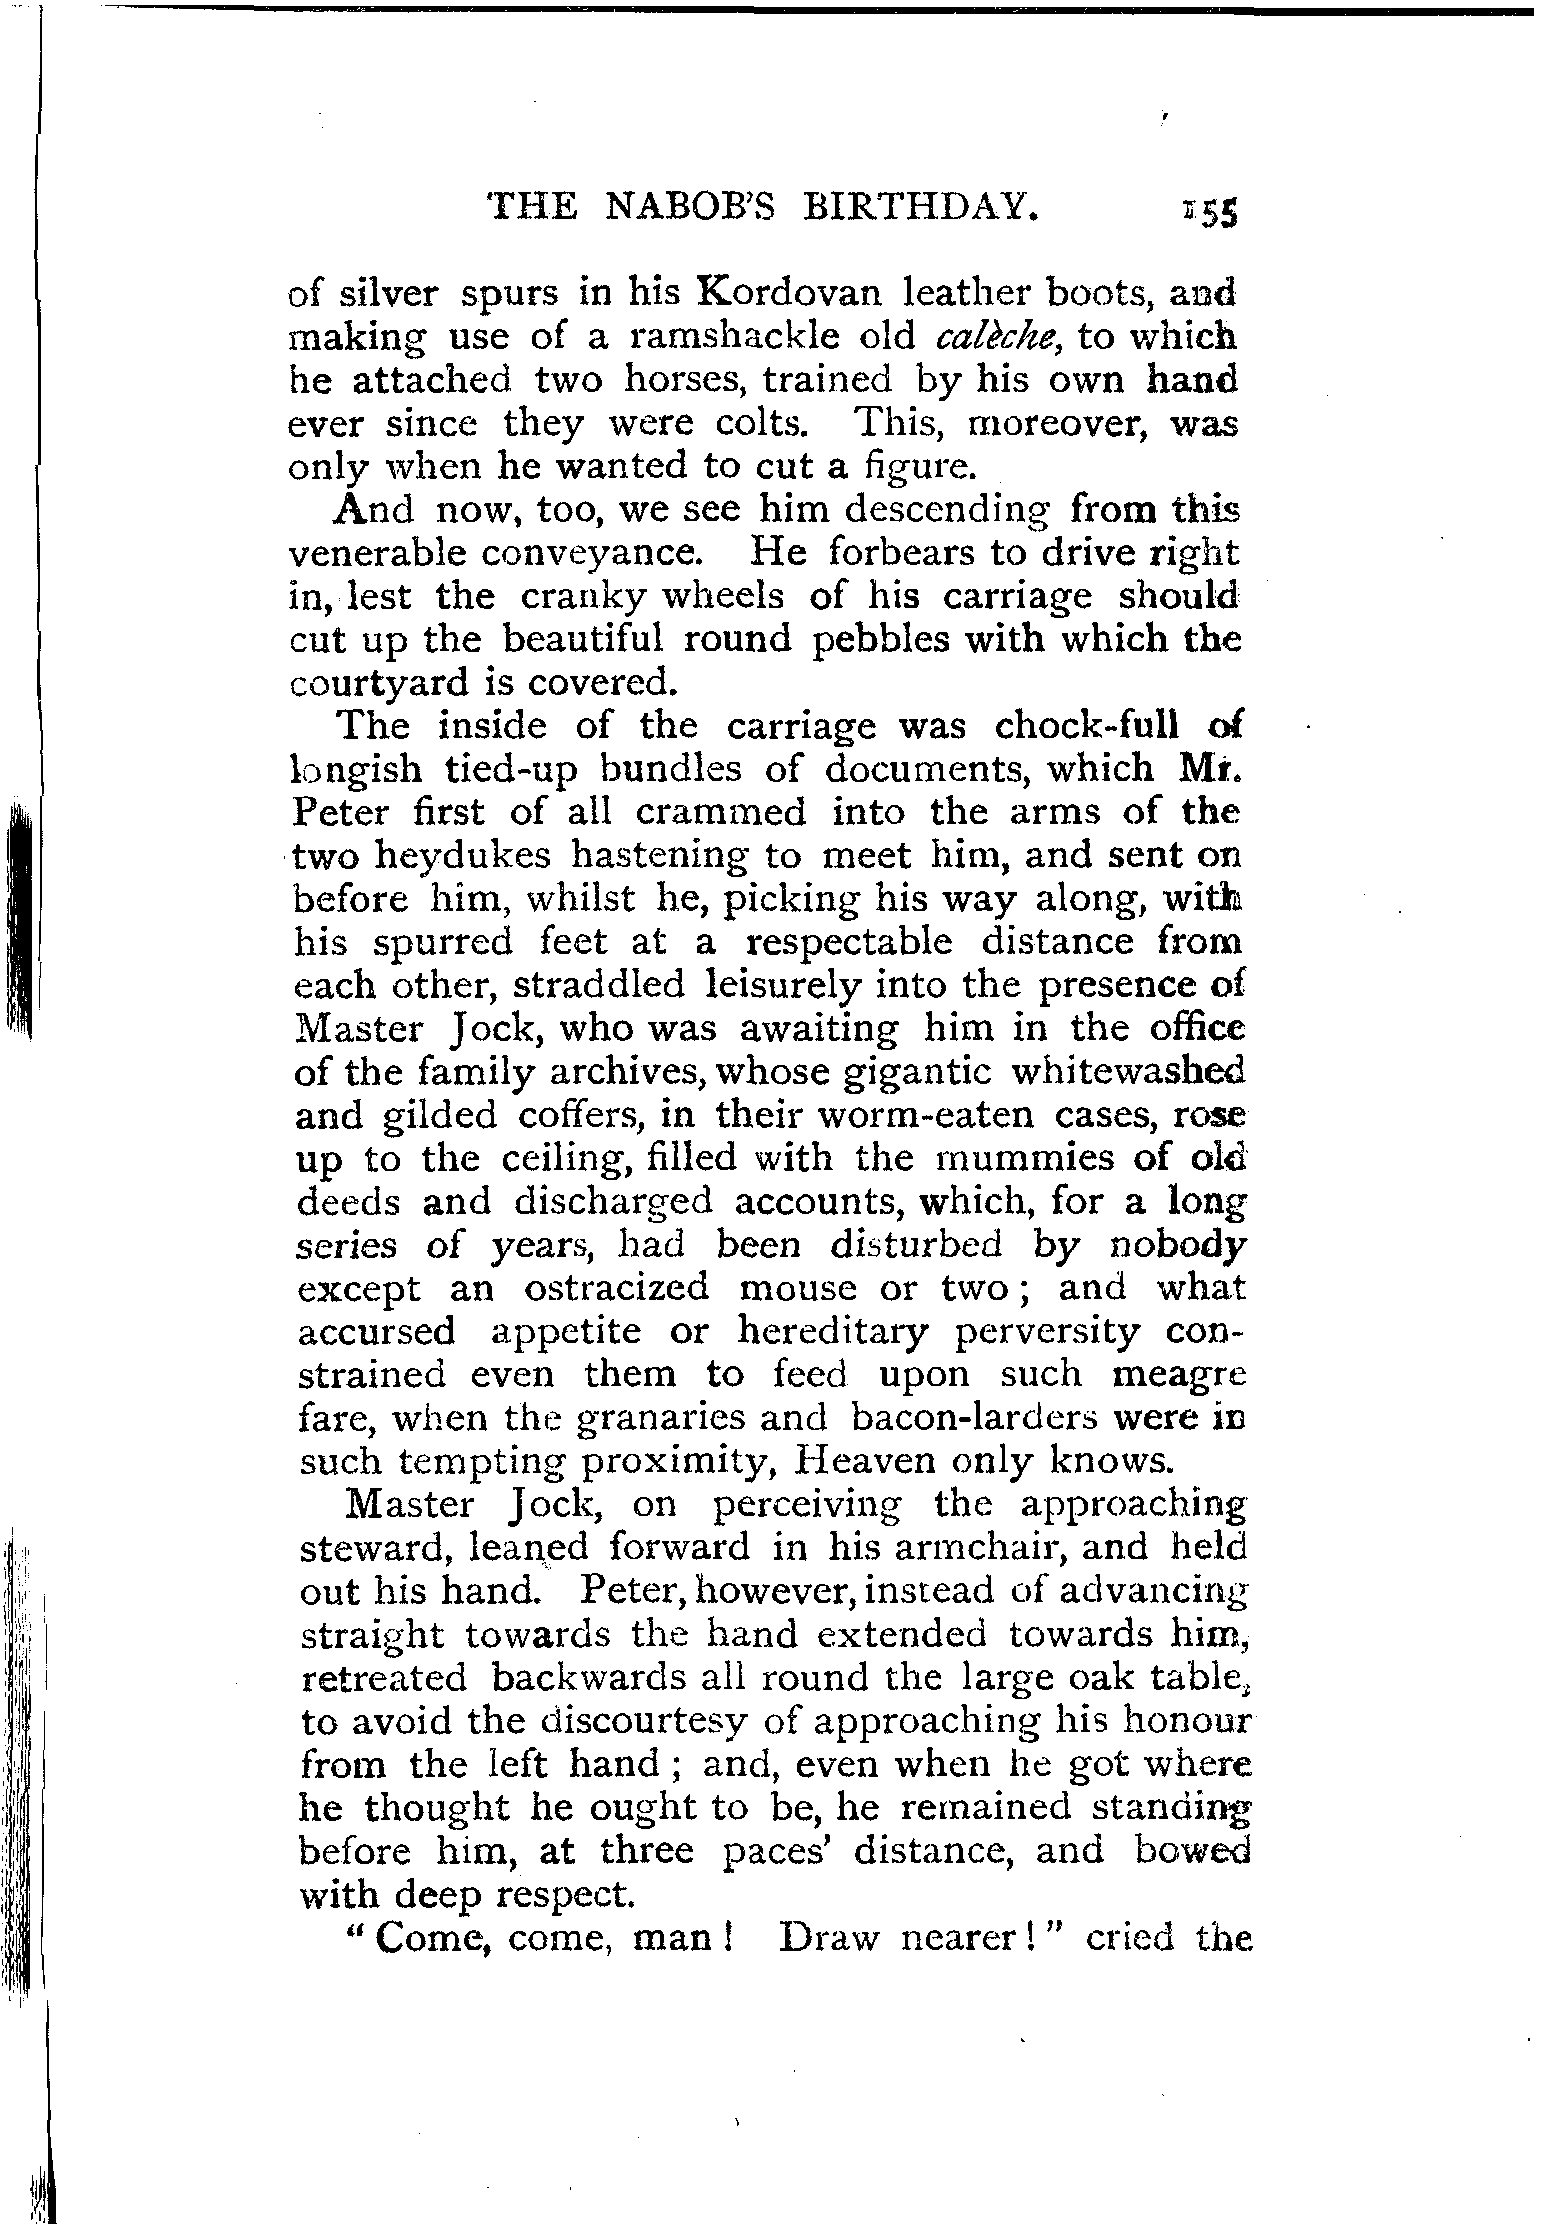 THE NABOB'S BIRTHDAY. 155
of silver spurs in his Kordovan leather boots, and
making use of a ramshackle old calèche, to which
he attached two horses, trained by his own hand
ever since they were colts. This, moreover, was
only when he wanted to cut a figure.
And now, too, we see him descending from this
venerable conveyance. He forbears to drive right
in, lest the cranky wheels of his carriage should
cut up the beautiful round pebbles with which the
courtyard is covered.
The inside of the carriage was chock-full of
longish tied-up bundles of documents, which Mr.
Peter first of all crammed into the arms of the
two heydukes hastening to meet him, and sent on
before him, whilst he, picking his way along, with
his spurred feet at a respectable distance from
each other, straddled leisurely into the presence of
Master Jock, who was awaiting him in the office
of the family archives, whose gigantic whitewashed
and gilded coffers, in their worm-eaten cases, rose
up to the ceiling, filled with the mummies of old
deeds and discharged accounts, which, for a long
series of years, had been disturbed by nobody
except an ostracized mouse or two; and what
accursed appetite or hereditary perversity con-
strained even them to feed upon such meagre
fare, when the granaries and bacon-larders were in
such tempting proximity, Heaven only knows.
Master Jock, on perceiving the approaching
steward, leaned forward in his armchair, and held
out his hand. Peter, however, instead of advancing
straight towards the hand extended towards him,
retreated backwards all round the large oak table,
to avoid the discourtesy of approaching his honour
from the left hand; and, even when he got where
he thought he ought to be, he remained standing
before him, at three paces' distance, and bowed
with deep respect.
"Come, come, man! Draw nearer!" cried the